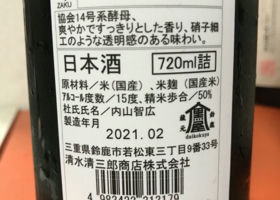 ZAKU
協会14号系酵母、
爽やかですっきりとした香り、硝子細
工のような透明感のある味わい。
日本酒 720ml詰
原材料/米(国産)、米麹(国産米)
アルコール度数/15度、精米歩合/50%
杜氏氏名/内山智広
製造年月
2021.02
蔵元 鈴鹿
daikokuya
三重県鈴鹿市若松東三丁目9番33号
清水清三郎商店株式会社